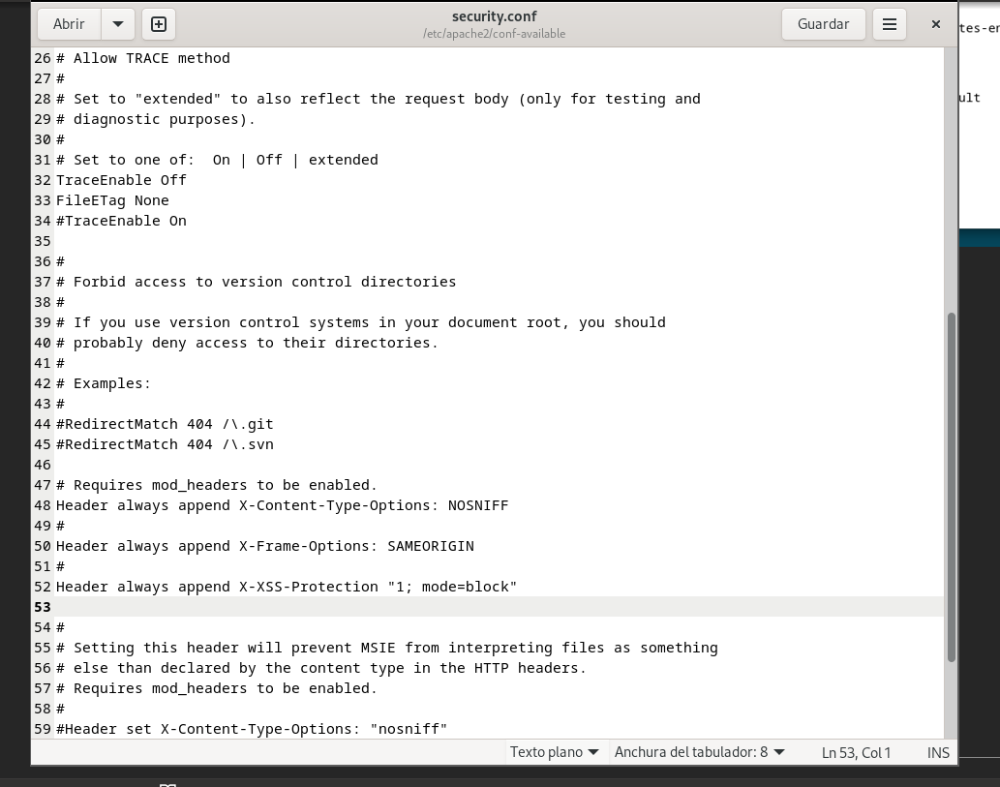 Abrir
security.conf
/etc/apache2/conf-available
Guardar
tes-en
ult
26 # Allow TRACE method
27 #
28 # Set to "extended" to also reflect the request body (only for testing and
29 # diagnostic purposes).
30 #
31 # Set to one of:  On | Off | extended
32 TraceEnable Off
33 FileETag None
34 #TraceEnable On
35
36 #
37 # Forbid access to version control directories
38 #
39 # If you use version control systems in your document root, you should
40 # probably deny access to their directories.
41 #
42 # Examples:
43 #
44 #RedirectMatch 404 /\.git
45 #RedirectMatch 404 /\.svn
46
47 # Requires mod_headers to be enabled.
48 Header always append X-Content-Type-Options: NOSNIFF
49 #
50 Header always append X-Frame-Options: SAMEORIGIN
51 #
52 Header always append X-XSS-Protection "1; mode=block"
53
54 #
55 # Setting this header will prevent MSIE from interpreting files as something
56 # else than declared by the content type in the HTTP headers.
57 # Requires mod_headers to be enabled.
58 #
59 #Header set X-Content-Type-Options: "nosniff"
Texto plano
Anchura del tabulador: 8
Ln 53, Col 1
INS